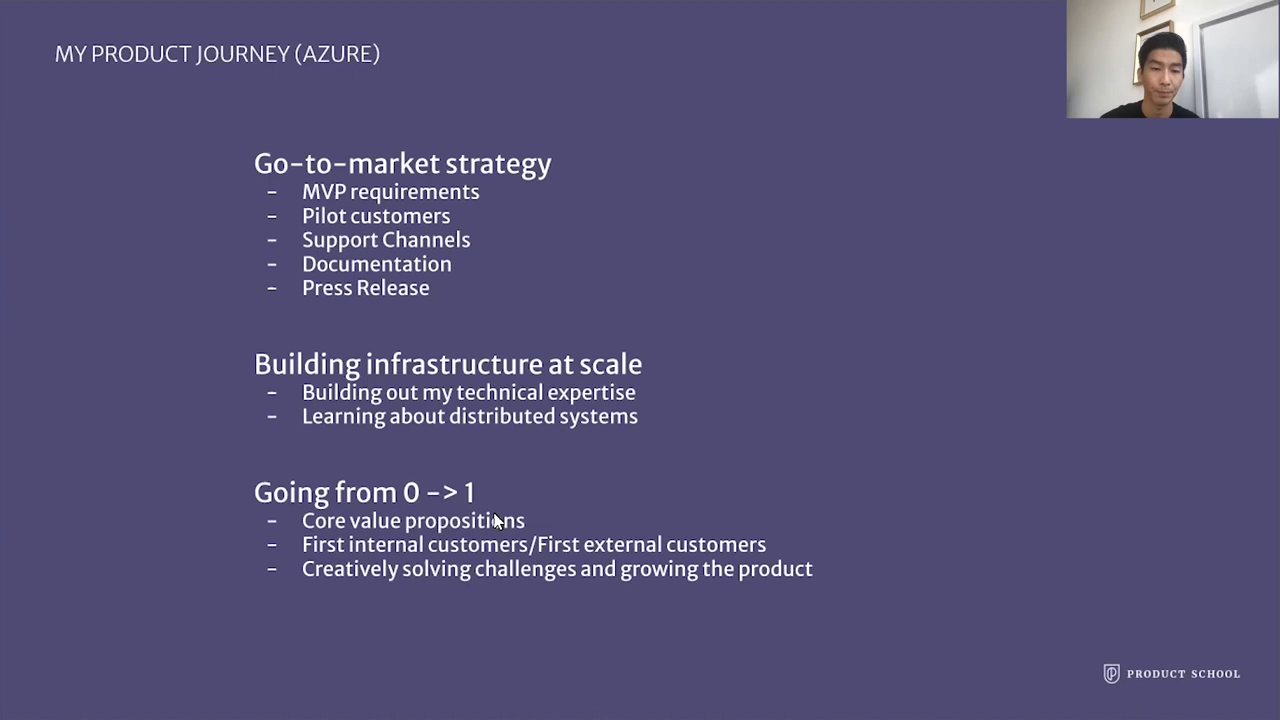 MY PRODUCT JOURNEY (AZURE)
Go-to-market strategy
- MVP requirements
- Pilot customers
- Support Channels
- Documentation
- Press Release
Building infrastructure at scale
- Building out my technical expertise
- Learning about distributed systems
Going from 0 -> 1
- Core value propositions
- First internal customers/First external customers
- Creatively solving challenges and growing the product
PRODUCT SCHOOL